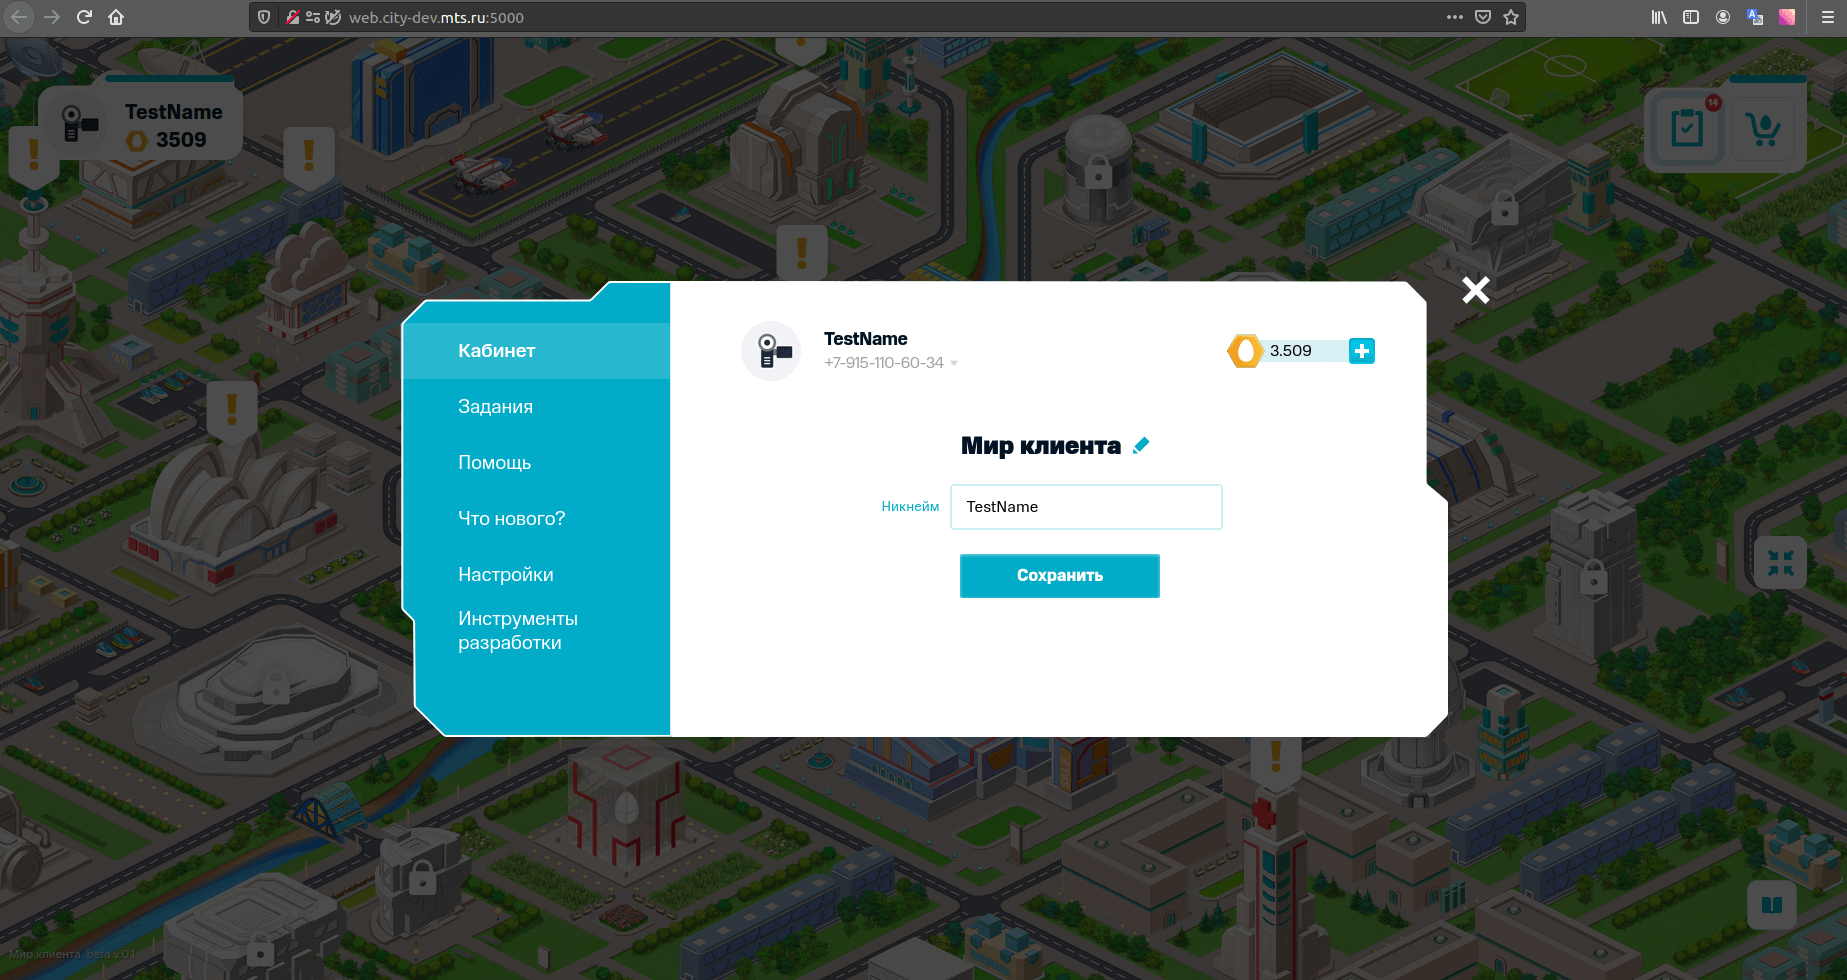 web.city-dev.mts.ru:5000
TestName
3509
14
Кабинет
Задания
Помощь
Что нового?
Настройки
Инструменты
разработки
TestName
+7-915-110-60-34
3.509
Мир клиента
Никнейм
TestName
Сохранить
Мир клиента. beta v.0.1